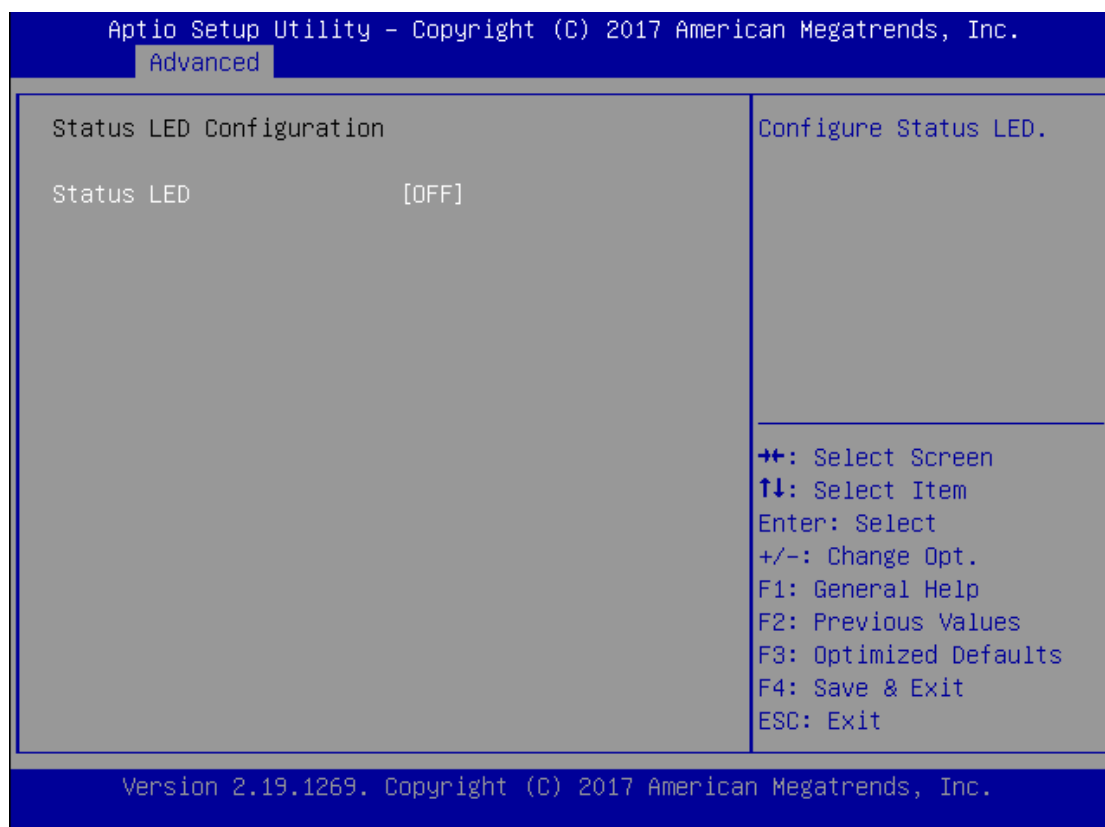 Aptio Setup Utility – Copyright (C) 2017 American Megatrends, Inc.
Advanced
Status LED Configuration
Status LED [OFF]
Configure Status LED.
→←: Select Screen
↑↓: Select Item
Enter: Select
+/-: Change Opt.
F1: General Help
F2: Previous Values
F3: Optimized Defaults
F4: Save & Exit
ESC: Exit
Version 2.19.1269. Copyright (C) 2017 American Megatrends, Inc.